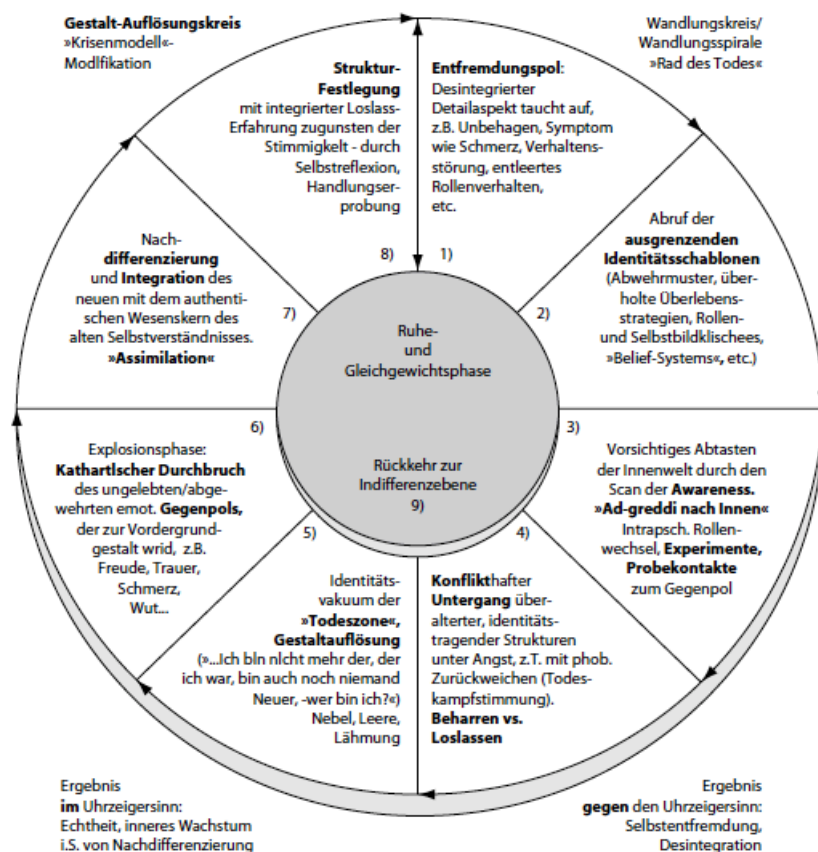 Gestalt-Auflösungskreis
»Krisenmodell«-
Modlfikation
Wandlungskreis/
Wandlungsspirale
»Rad des Todes«
Struktur-
Festlegung
mit integrierter Loslass-
Erfahrung zugunsten der
Stimmigkelt - durch
Selbstreflexion,
Handlungser-
probung
8)
Entfremdungspol:
Desintegrierter
Detailaspekt taucht auf,
z.B. Unbehagen, Symptom
wie Schmerz, Verhaltens-
störung, entleertes
Rollenverhalten,
etc.
1)
Abruf der
ausgrenzenden
Identitätsschablonen
(Abwehrmuster, über-
holte Überlebens-
strategien, Rollen-
und Selbstbildklischees,
»Belief-Systems«, etc.)
2)
Vorsichtiges Abtasten
der Innenwelt durch den
Scan der Awareness.
»Ad-greddi nach Innen«
Intrapsch. Rollen-
wechsel, Experimente,
Probekontakte
zum Gegenpol
3)
Konflikthafter
Untergang über-
alterter, identitäts-
tragender Strukturen
unter Angst, z.T. mit phob.
Zurückweichen (Todes-
kampfstimmung).
Beharren vs.
Loslassen
4)
Identitäts-
vakuum der
»Todeszone«,
Gestaltauflösung
(»...Ich bln nlcht mehr der, der
ich war, bin auch noch niemand
Neuer, -wer bin ich?«)
Nebel, Leere,
Lähmung
5)
Explosionsphase:
Kathartlscher Durchbruch
des ungelebten/abge-
wehrten emot. Gegenpols,
der zur Vordergrund-
gestalt wrid, z.B.
Freude, Trauer,
Schmerz,
Wut...
6)
Nach-
differenzierung
und Integration des
neuen mit dem authenti-
schen Wesenskern des
alten Selbstverständnisses.
»Assimilation«
7)
Ruhe-
und
Gleichgewichtsphase
Rückkehr zur
Indifferenzebene
9)
Ergebnis
im Uhrzeigersinn:
Echtheit, inneres Wachstum
i.S. von Nachdifferenzierung
Ergebnis
gegen den Uhrzeigersinn:
Selbstentfremdung,
Desintegration